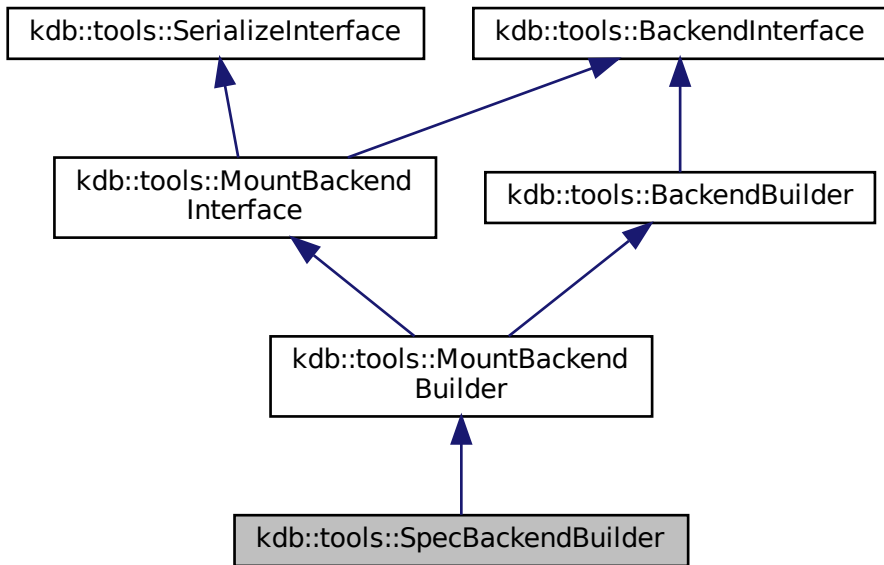 kdb::tools::SerializeInterface
kdb::tools::BackendInterface
kdb::tools::MountBackend
Interface
kdb::tools::BackendBuilder
kdb::tools::MountBackend
Builder
kdb::tools::SpecBackendBuilder